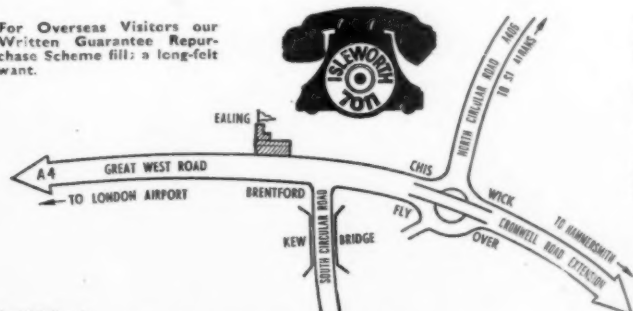 For Overseas Visitors our
Written Guarantee Repur-
chase Scheme fills a long-felt
want.
ISLEWORTH
7011
NORTH CIRCULAR ROAD A406
TO ST ALBANS
EALING
A4
GREAT WEST ROAD
TO LONDON AIRPORT
BRENTFORD
CHIS
WICK
FLY
OVER
KEW
BRIDGE
SOUTH CIRCULAR ROAD
CROMWELL ROAD EXTENSION
TO HAMMERSMITH